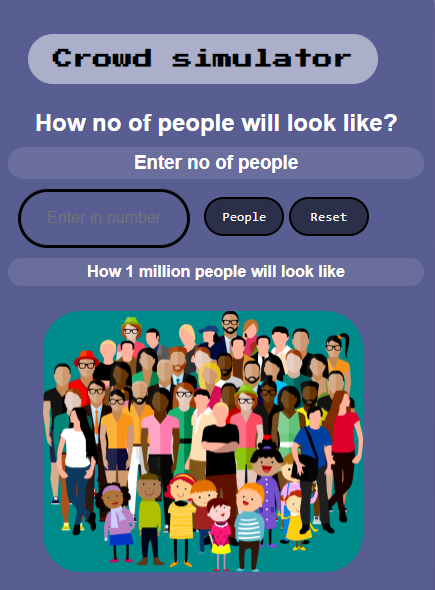 Crowd simulator
How no of people will look like?
Enter no of people
Enter in number
People
Reset
How 1 million people will look like